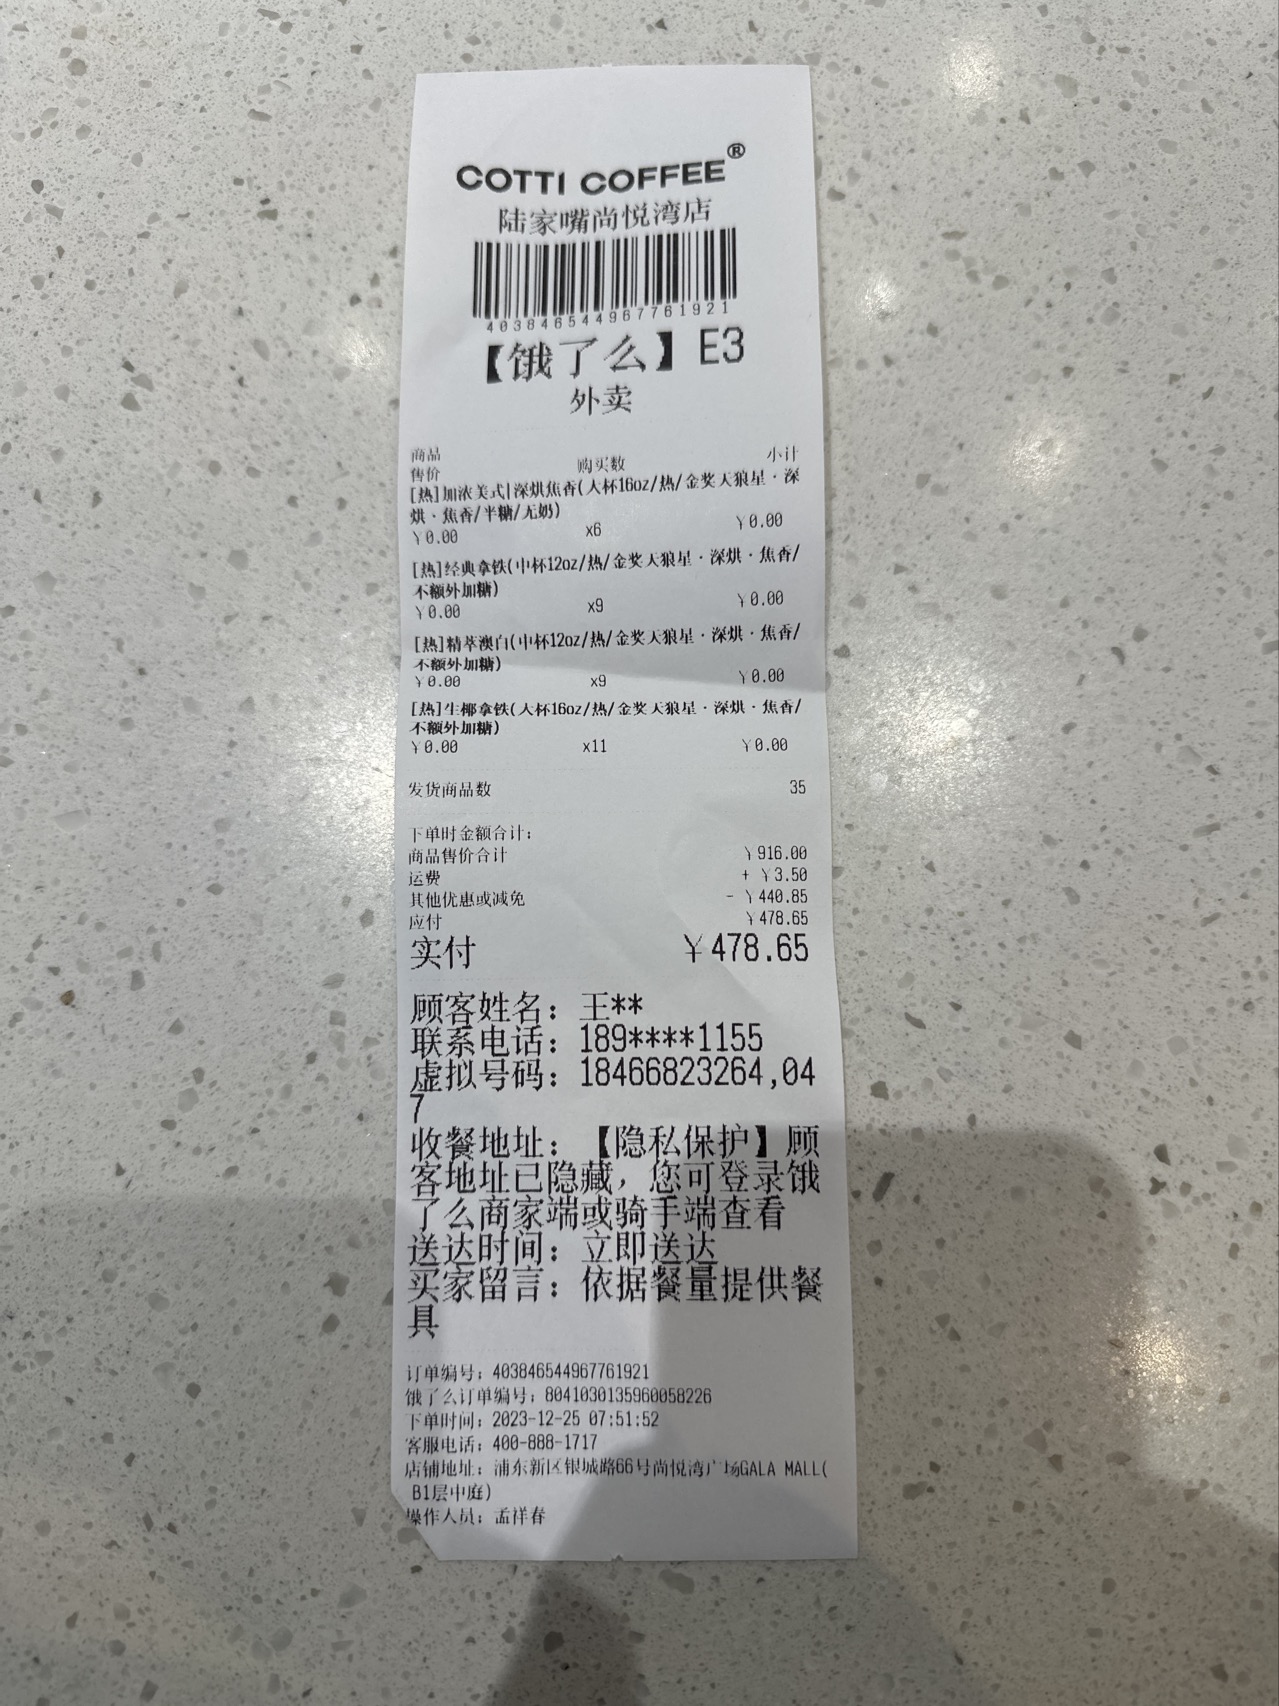 COTTI COFFEE®
陆家嘴尚悦湾店
403846544967761921
【饿了么】E3
外卖
商品
售价 购买数 小计
[热]加浓美式|深烘焦香(大杯16oz/热/金奖天狼星·深
烘·焦香/半糖/无奶)
￥0.00 x6 ￥0.00
[热]经典拿铁(中杯12oz/热/金奖天狼星·深烘·焦香/
不额外加糖)
￥0.00 x9 ￥0.00
[热]精萃澳白(中杯12oz/热/金奖天狼星·深烘·焦香/
不额外加糖)
￥0.00 x9 ￥0.00
[热]生椰拿铁(大杯16oz/热/金奖天狼星·深烘·焦香/
不额外加糖)
￥0.00 x11 ￥0.00
发货商品数 35
下单时金额合计:
商品售价合计 ￥916.00
运费 + ￥3.50
其他优惠或减免 - ￥440.85
应付 ￥478.65
实付 ￥478.65
顾客姓名：王**
联系电话：189****1155
虚拟号码：18466823264,04
7
收餐地址：【隐私保护】顾
客地址已隐藏，您可登录饿
了么商家端或骑手端查看
送达时间：立即送达
买家留言：依据餐量提供餐
具
订单编号：403846544967761921
饿了么订单编号：8041030135960058226
下单时间：2023-12-25 07:51:52
客服电话：400-888-1717
店铺地址：浦东新区银城路66号尚悦湾广场GALA MALL(
B1层中庭)
操作人员：孟祥春